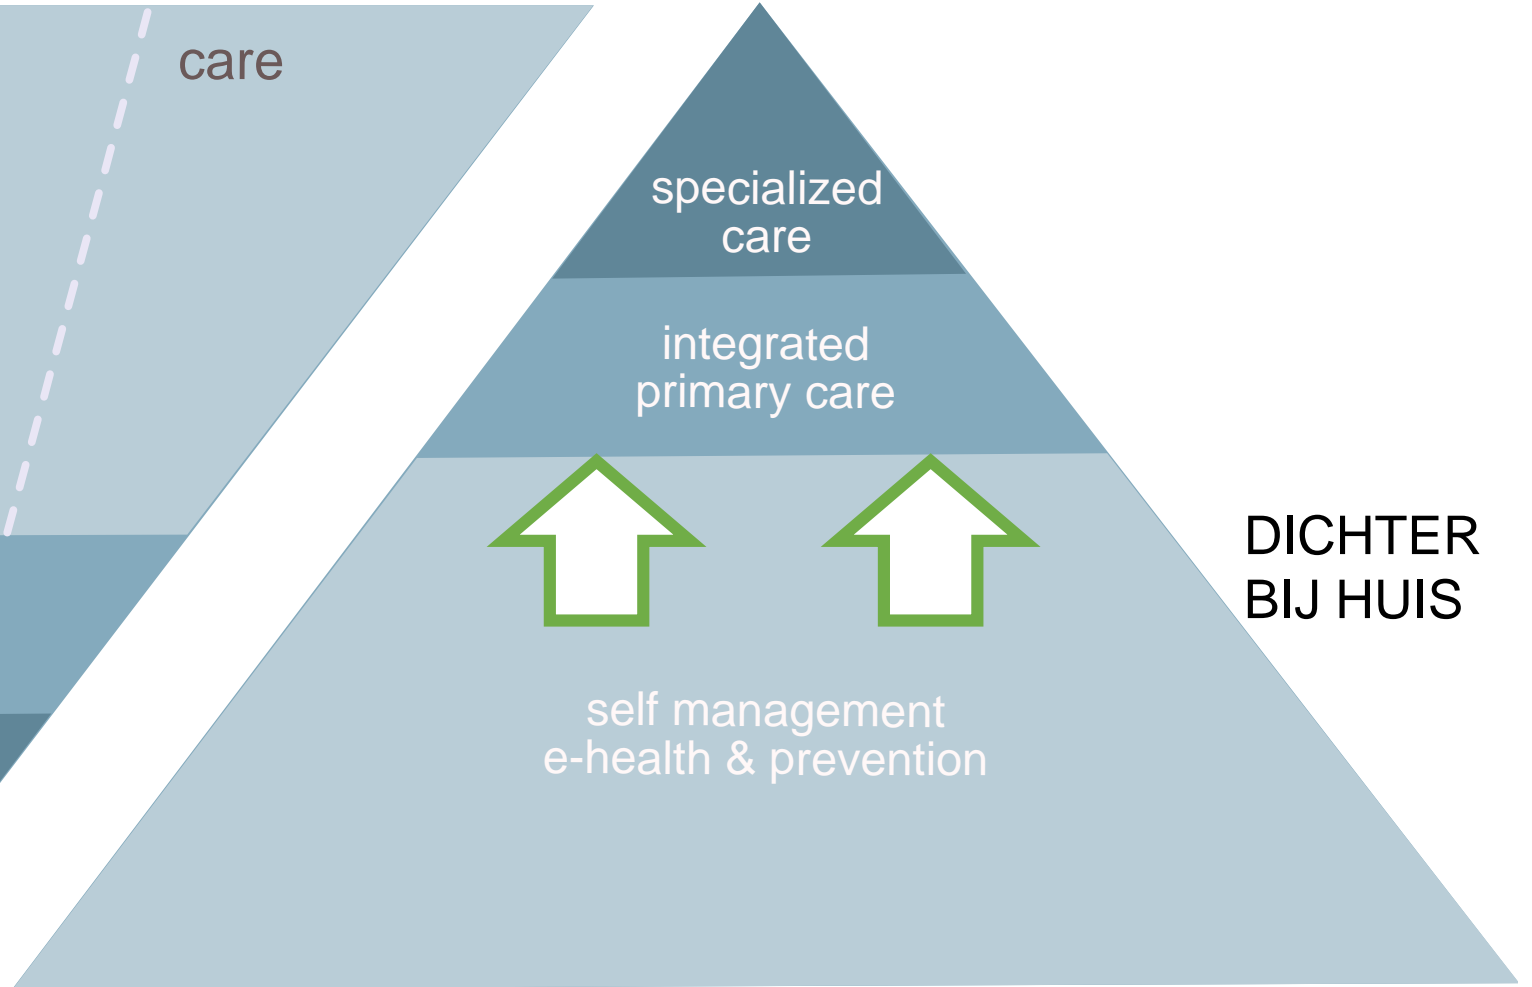 care
specialized
care
integrated
primary care
DICHTER
BIJ HUIS
self management
e-health & prevention